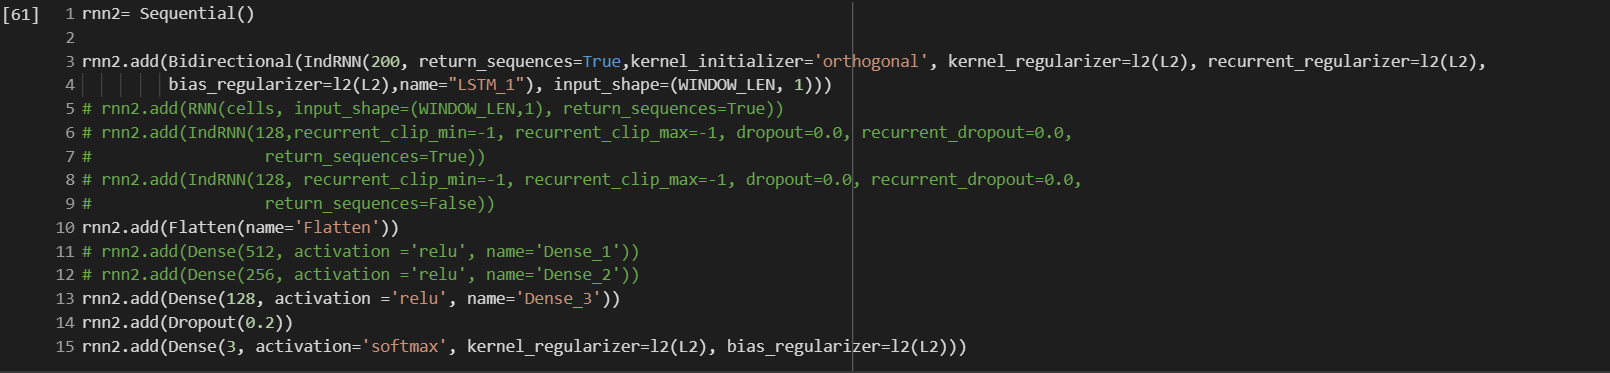 [61] 1 rnn2= Sequential()
2
3 rnn2.add(Bidirectional(IndRNN(200, return_sequences=True,kernel_initializer='orthogonal', kernel_regularizer=l2(L2), recurrent_regularizer=l2(L2),
4 bias_regularizer=l2(L2),name="LSTM_1"), input_shape=(WINDOW_LEN, 1)))
5 # rnn2.add(RNN(cells, input_shape=(WINDOW_LEN,1), return_sequences=True))
6 # rnn2.add(IndRNN(128,recurrent_clip_min=-1, recurrent_clip_max=-1, dropout=0.0, recurrent_dropout=0.0,
7 # return_sequences=True))
8 # rnn2.add(IndRNN(128, recurrent_clip_min=-1, recurrent_clip_max=-1, dropout=0.0, recurrent_dropout=0.0,
9 # return_sequences=False))
10 rnn2.add(Flatten(name='Flatten'))
11 # rnn2.add(Dense(512, activation ='relu', name='Dense_1'))
12 # rnn2.add(Dense(256, activation ='relu', name='Dense_2'))
13 rnn2.add(Dense(128, activation ='relu', name='Dense_3'))
14 rnn2.add(Dropout(0.2))
15 rnn2.add(Dense(3, activation='softmax', kernel_regularizer=l2(L2), bias_regularizer=l2(L2)))